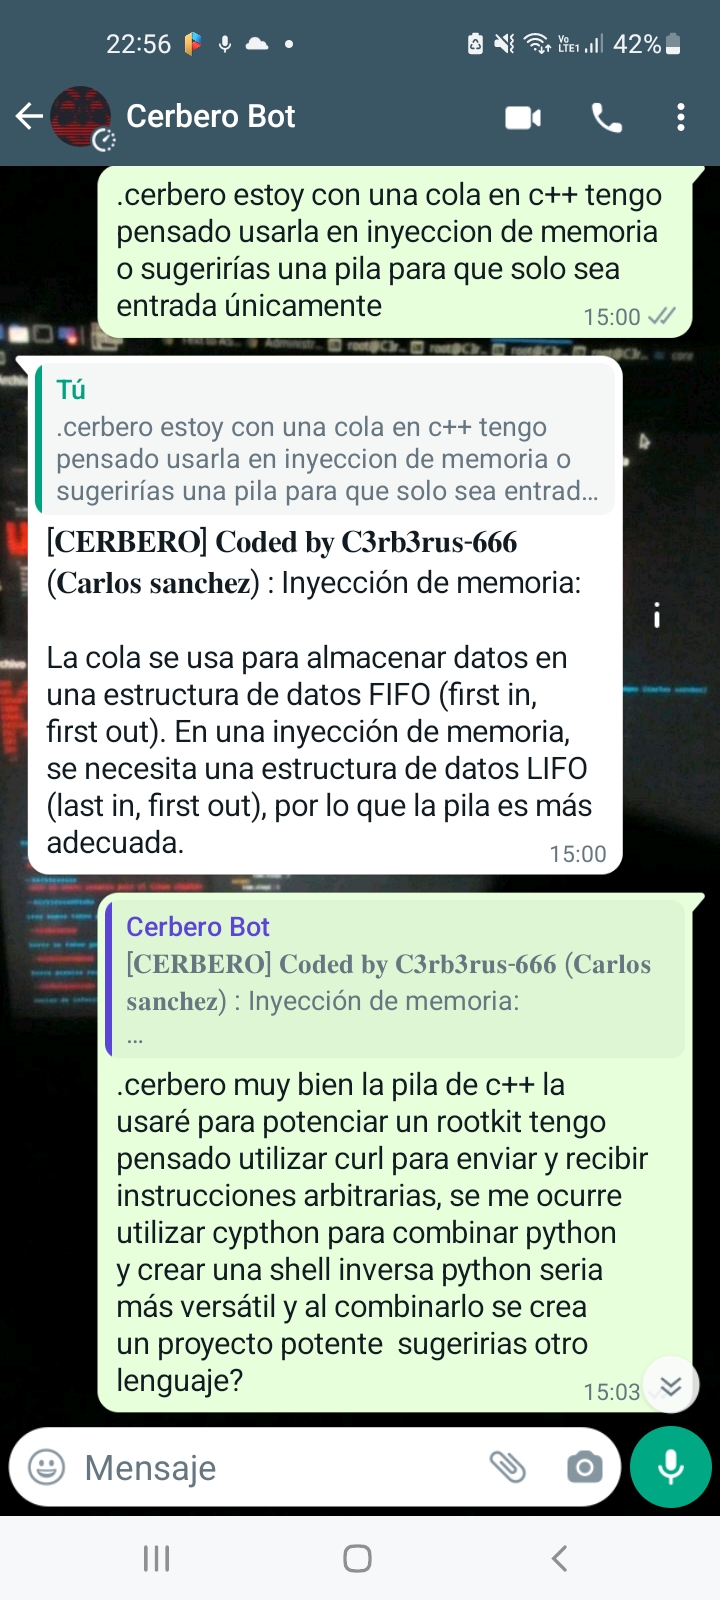 22:56
Vo
LTE1
42%
Cerbero Bot
.cerbero estoy con una cola en c++ tengo
pensado usarla en inyeccion de memoria
o sugerirías una pila para que solo sea
entrada únicamente
15:00
Tú
.cerbero estoy con una cola en c++ tengo
pensado usarla en inyeccion de memoria o
sugerirías una pila para que solo sea entrad...
[CERBERO] Coded by C3rb3rus-666
(Carlos sanchez) : Inyección de memoria:
La cola se usa para almacenar datos en
una estructura de datos FIFO (first in,
first out). En una inyección de memoria,
se necesita una estructura de datos LIFO
(last in, first out), por lo que la pila es más
adecuada.
15:00
Cerbero Bot
[CERBERO] Coded by C3rb3rus-666 (Carlos
sanchez) : Inyección de memoria:
...
.cerbero muy bien la pila de c++ la
usaré para potenciar un rootkit tengo
pensado utilizar curl para enviar y recibir
instrucciones arbitrarias, se me ocurre
utilizar cypthon para combinar python
y crear una shell inversa python seria
más versátil y al combinarlo se crea
un proyecto potente  sugeririas otro
lenguaje?
15:03
Mensaje